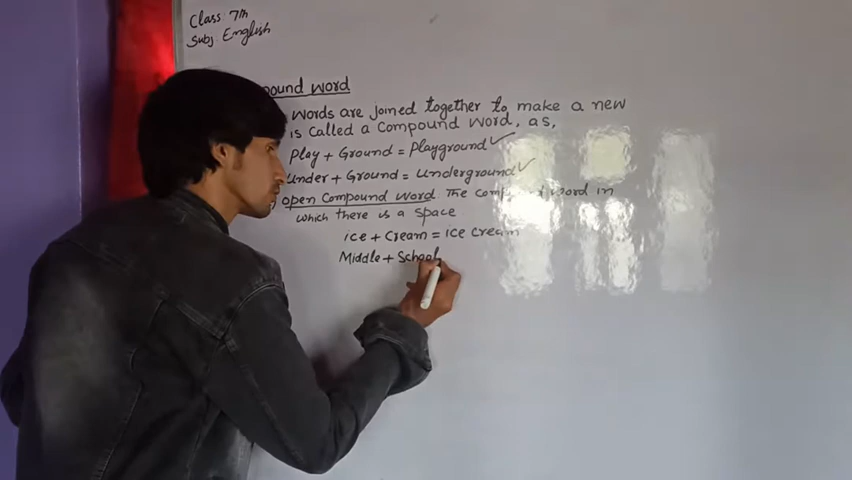 Class: 7th
Subj: English
pound word
words are joined together to make a new
is called a Compound word, as,
Play + Ground = Playground
Under + Ground = Underground
open Compound word. The compound word in
which there is a space
ice + Cream = ice cream
Middle + School